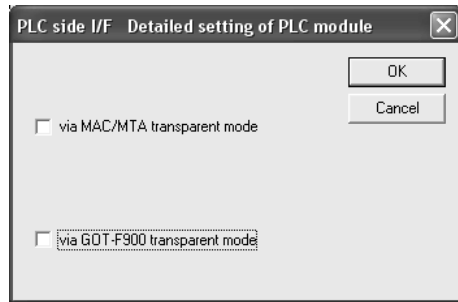 PLC side I/F Detailed setting of PLC module
OK
Cancel
via MAC/MTA transparent mode
via GOT-F900 transparent mode